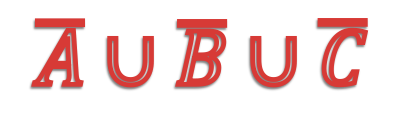 A̅ ∪ B̅ ∪ C̅